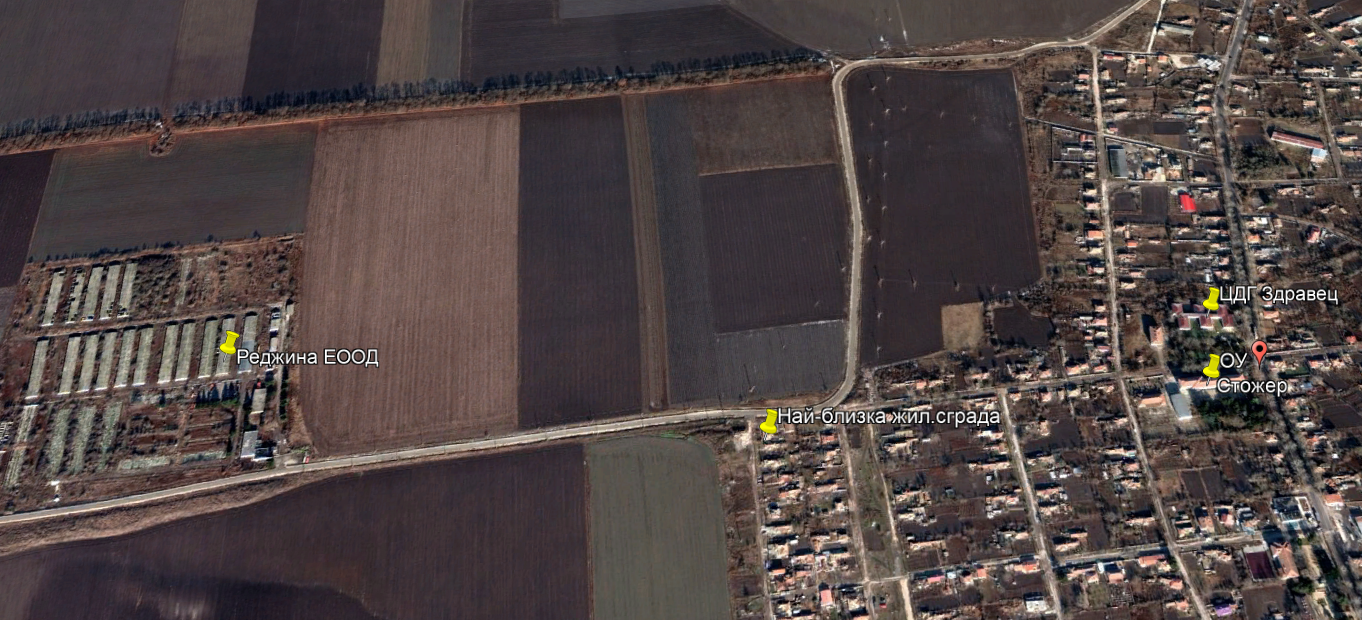 ЦДГ Здравец
Реджина ЕООД
ОУ
Стожер
Най-близка жил.сграда